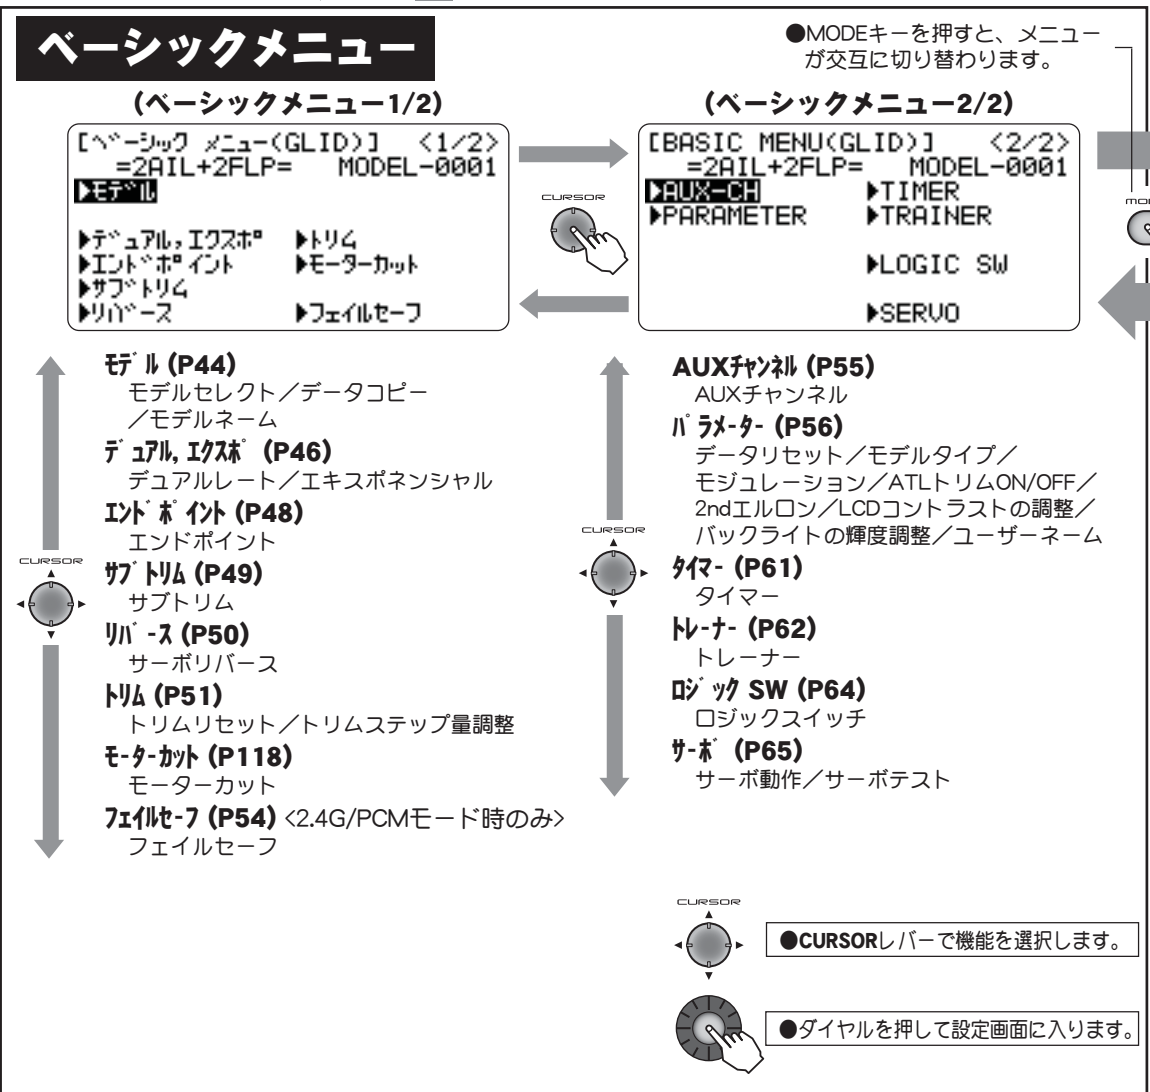 ベーシックメニュー
●MODEキーを押すと、メニュー
が交互に切り替わります。
(ベーシックメニュー1/2)
[ベーシック メニュー(GLID)] <1/2>
=2AIL+2FLP= MODEL-0001
▶モデル
▶デュアル,エクスポ ▶トリム
▶エンドポイント ▶モーターカット
▶サブトリム
▶リバース ▶フェイルセーフ
CURSOR
(ベーシックメニュー2/2)
[BASIC MENU(GLID)] <2/2>
=2AIL+2FLP= MODEL-0001
▶AUX-CH ▶TIMER
▶PARAMETER ▶TRAINER
▶LOGIC SW
▶SERVO
CURSOR
モデル (P44)
モデルセレクト／データコピー
／モデルネーム
デュアル,エクスポ (P46)
デュアルレート／エキスポネンシャル
エンドポイント (P48)
エンドポイント
サブトリム (P49)
サブトリム
リバース (P50)
サーボリバース
トリム (P51)
トリムリセット／トリムステップ量調整
モーターカット (P118)
モーターカット
フェイルセーフ (P54) <2.4G/PCMモード時のみ>
フェイルセーフ
CURSOR
AUXチャンネル (P55)
AUXチャンネル
パラメーター (P56)
データリセット／モデルタイプ／
モジュレーション／ATLトリムON/OFF／
2ndエルロン／LCDコントラストの調整／
バックライトの輝度調整／ユーザーネーム
タイマー (P61)
タイマー
トレーナー (P62)
トレーナー
ロジック SW (P64)
ロジックスイッチ
サーボ (P65)
サーボ動作／サーボテスト
CURSOR
●CURSORレバーで機能を選択します。
●ダイヤルを押して設定画面に入ります。